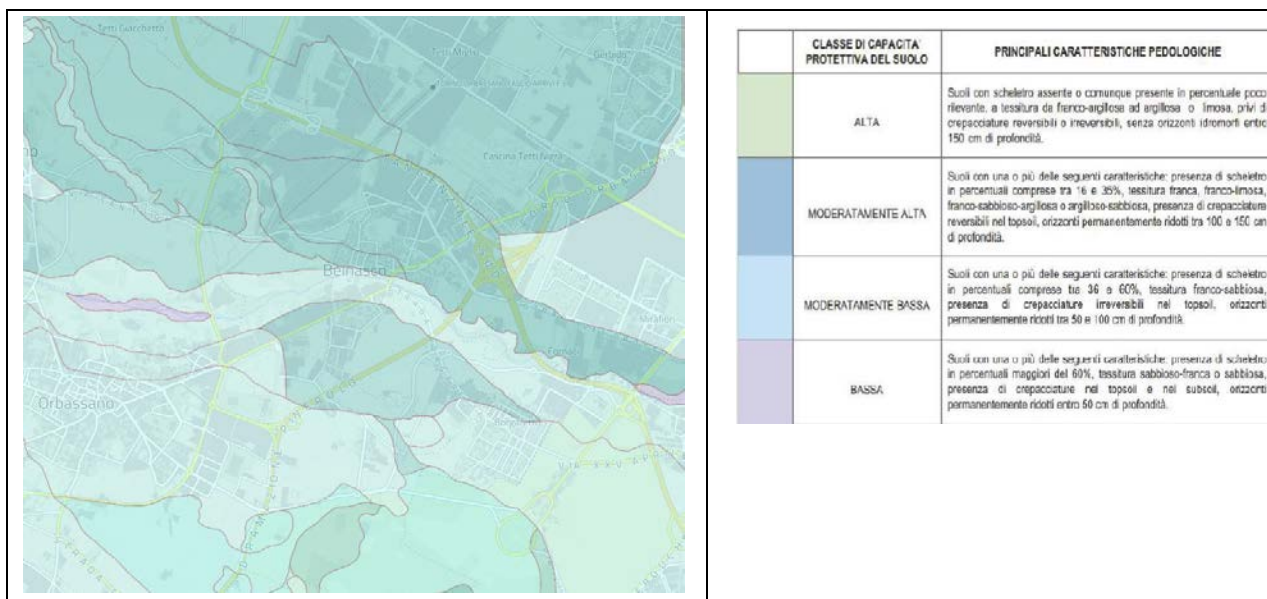 Tetti Giarchetto
Gerbido
Cascina Tetti Nirra
Beinasco
Mirafiori
Fornaci
Orbassano
Borgaretto
VIA XXV APR
CLASSE DI CAPACITA'
PROTETTIVA DEL SUOLO
PRINCIPALI CARATTERISTICHE PEDOLOGICHE
ALTA
Suoli con scheletro assente o comunque presente in percentuale poco
rilevante, a tessitura da franco-argillosa ad argillosa o limosa, privi di
crepacciature reversibili o irreversibili, senza orizzonti idromorfi entro
150 cm di profondità.
MODERATAMENTE ALTA
Suoli con una o più delle seguenti caratteristiche: presenza di scheletro
in percentuali comprese tra 16 e 35%, tessitura franca, franco-limosa,
franco-sabbioso-argillosa o argilloso-sabbiosa, presenza di crepacciature
reversibili nel topsoil, orizzonti permanentemente ridotti tra 100 e 150 cm
di profondità.
MODERATAMENTE BASSA
Suoli con una o più delle seguenti caratteristiche: presenza di scheletro
in percentuali comprese tra 36 e 60%, tessitura franco-sabbiosa,
presenza di crepacciature irreversibili nel topsoil, orizzonti
permanentemente ridotti tra 50 e 100 cm di profondità.
BASSA
Suoli con una o più delle seguenti caratteristiche: presenza di scheletro
in percentuali maggiori del 60%, tessitura sabbioso-franca o sabbiosa,
presenza di crepacciature nel topsoil e nel subsoil, orizzonti
permanentemente ridotti entro 50 cm di profondità.